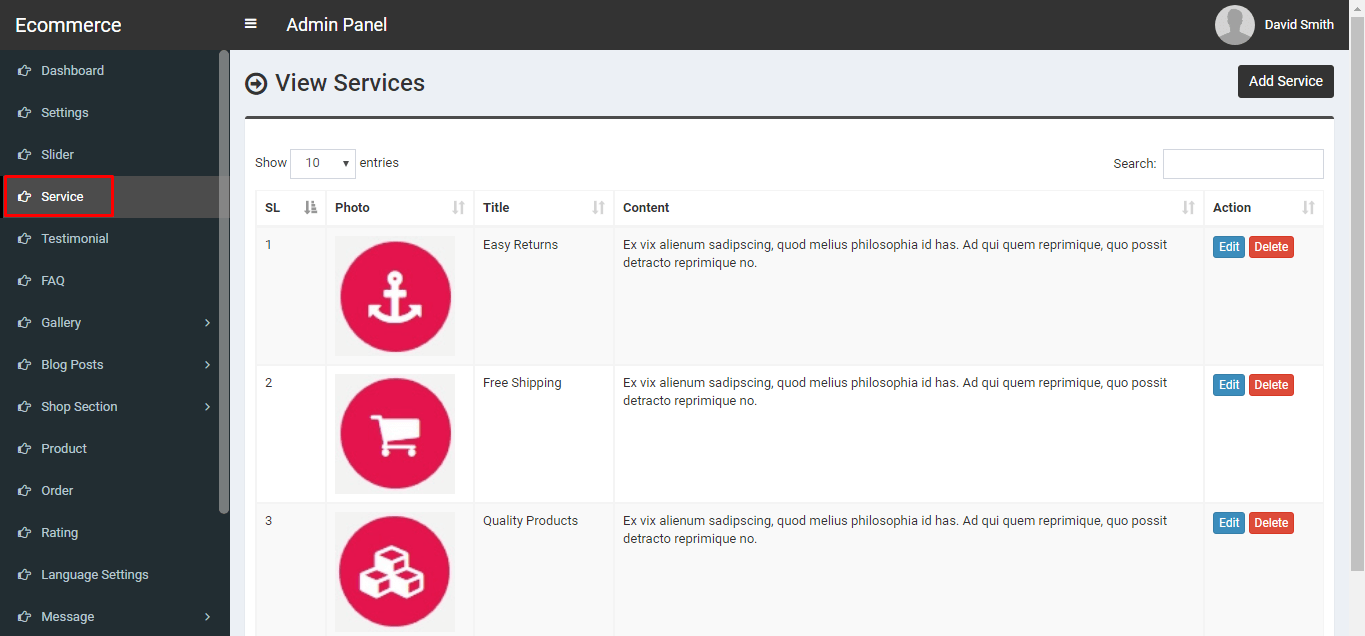 Ecommerce
Admin Panel
David Smith
Dashboard
Settings
Slider
Service
Testimonial
FAQ
Gallery
Blog Posts
Shop Section
Product
Order
Rating
Language Settings
Message
View Services
Add Service
Show 10 entries
Search:
SL Photo Title Content Action
1 Easy Returns Ex vix alienum sadipscing, quod melius philosophia id has. Ad qui quem reprimique, quo possit Edit Delete
detracto reprimique no.
2 Free Shipping Ex vix alienum sadipscing, quod melius philosophia id has. Ad qui quem reprimique, quo possit Edit Delete
detracto reprimique no.
3 Quality Products Ex vix alienum sadipscing, quod melius philosophia id has. Ad qui quem reprimique, quo possit Edit Delete
detracto reprimique no.